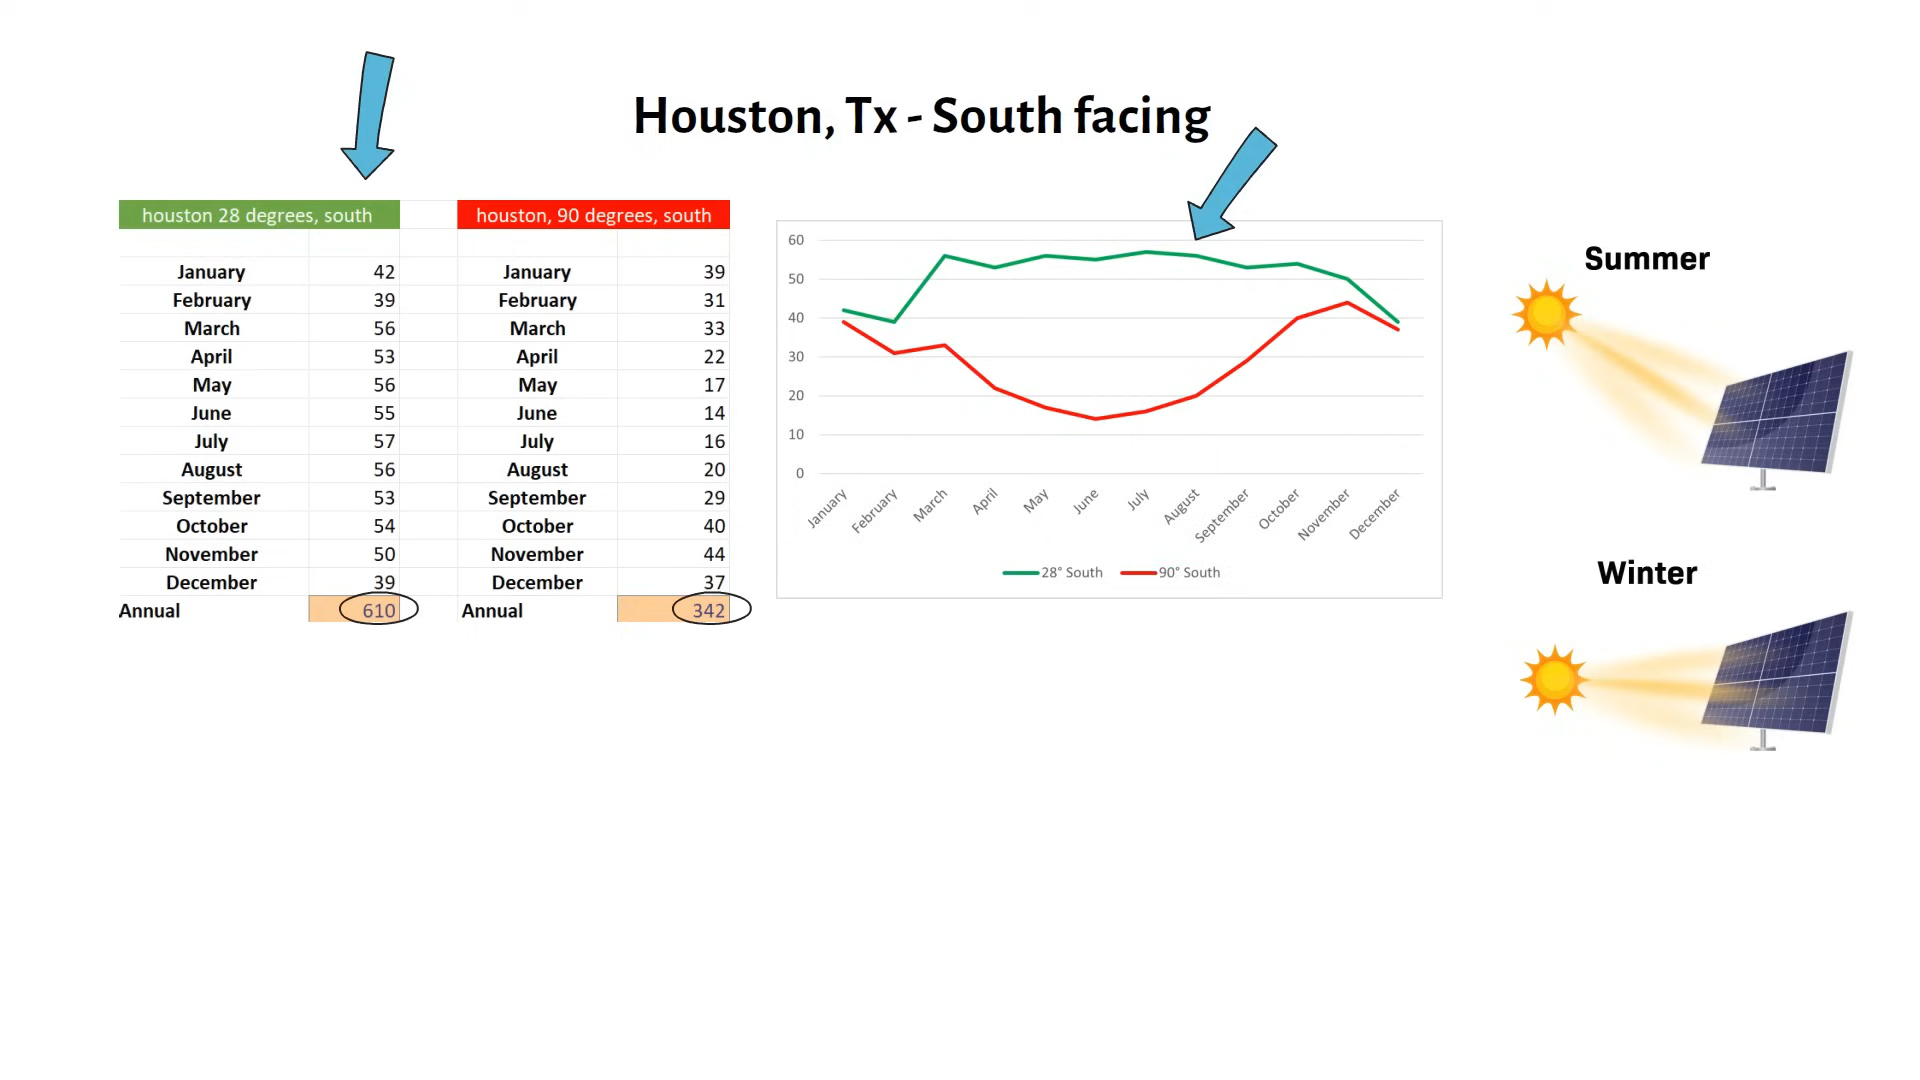 Houston, Tx - South facing
houston 28 degrees, south
January 42
February 39
March 56
April 53
May 56
June 55
July 57
August 56
September 53
October 54
November 50
December 39
Annual 610
houston, 90 degrees, south
January 39
February 31
March 33
April 22
May 17
June 14
July 16
August 20
September 29
October 40
November 44
December 37
Annual 342
60
50
40
30
20
10
0
January
February
March
April
May
June
July
August
September
October
November
December
28° South
90° South
Summer
Winter